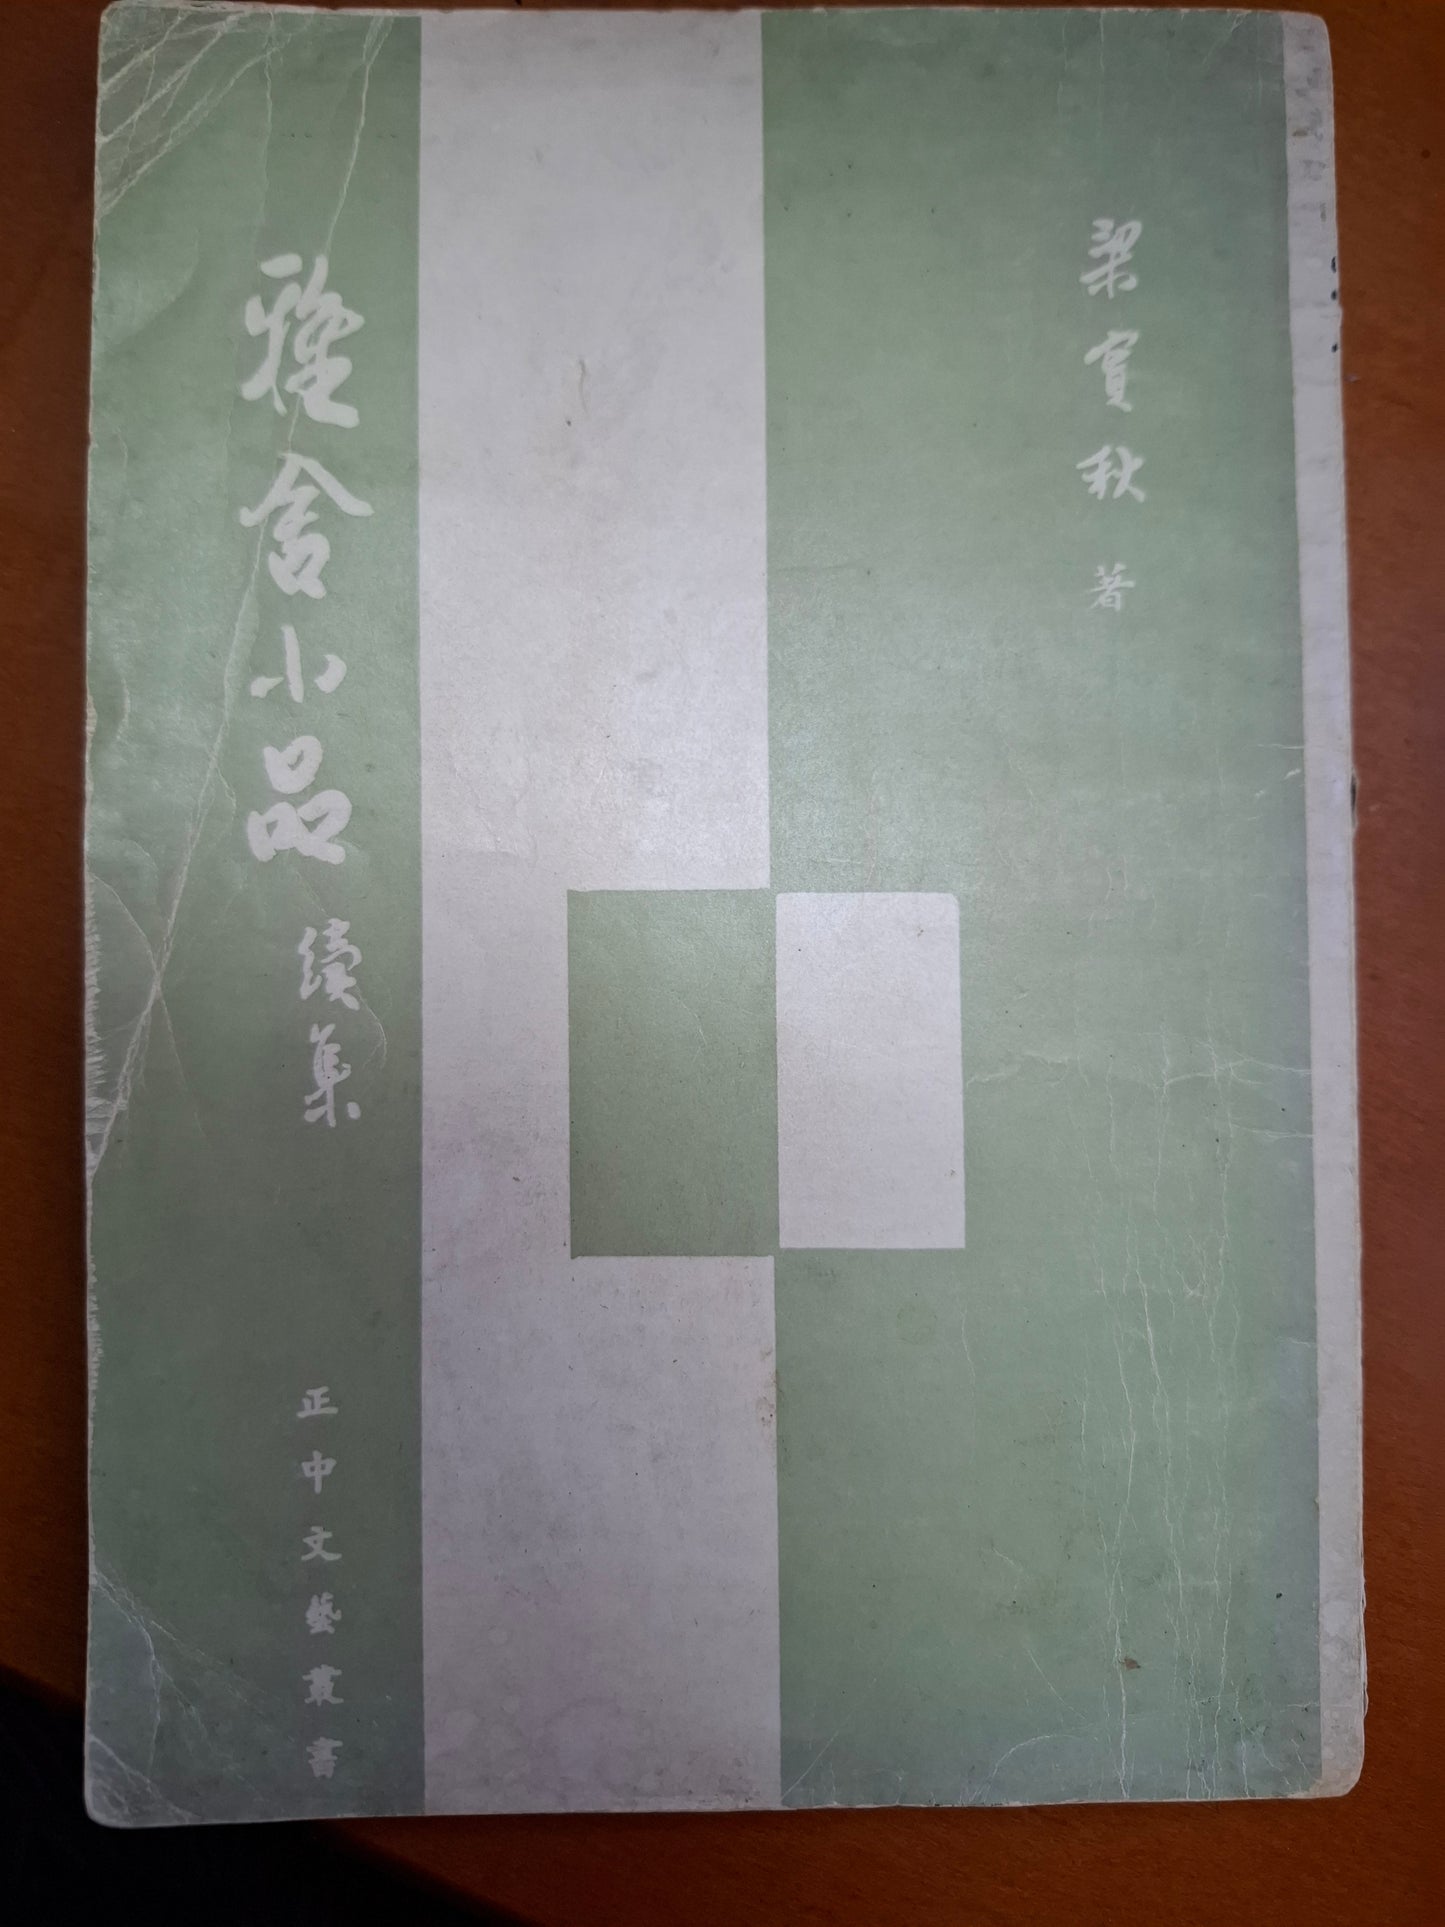 梁實秋 著
雅舍小品 續集
正中文藝叢書